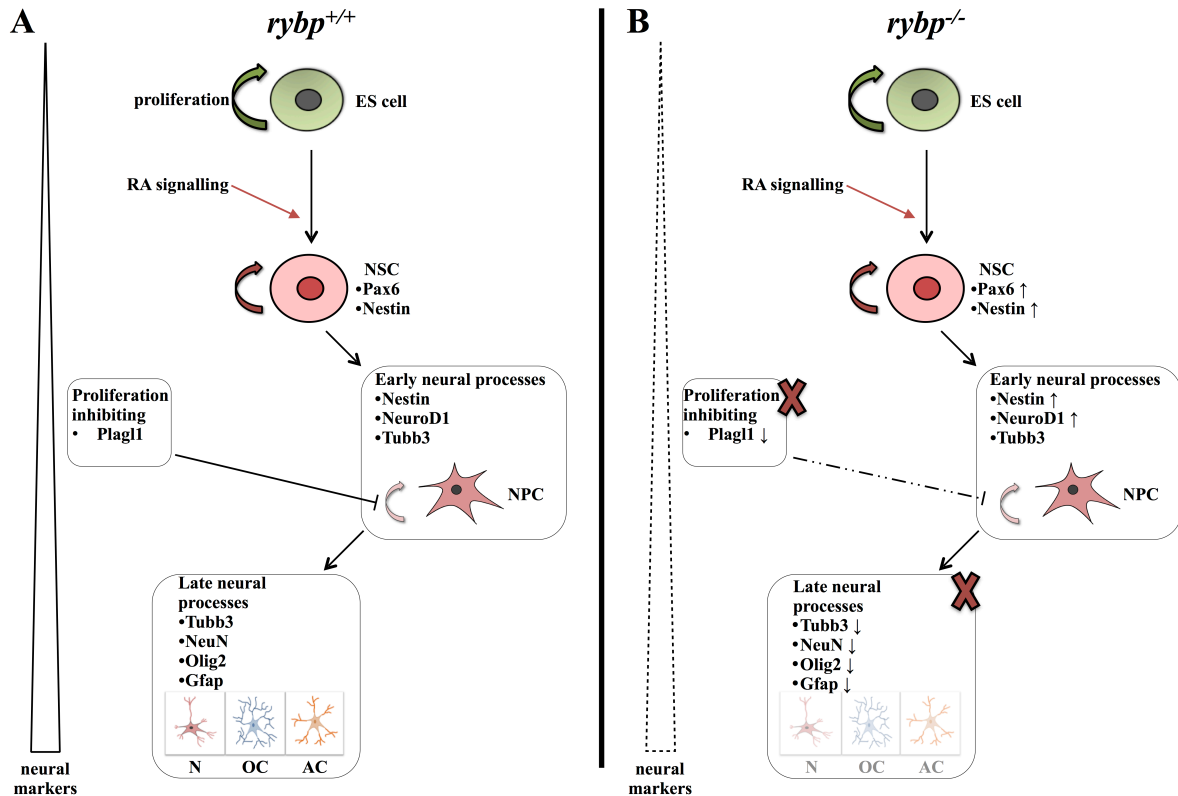 A
rybp+/+
proliferation
ES cell
RA signalling
NSC
•Pax6
•Nestin
Proliferation
inhibiting
• Plagl1
Early neural processes
•Nestin
•NeuroD1
•Tubb3
NPC
Late neural
processes
•Tubb3
•NeuN
•Olig2
•Gfap
N OC AC
neural
markers
B
rybp-/-
ES cell
RA signalling
NSC
•Pax6 ↑
•Nestin ↑
Proliferation
inhibiting
• Plagl1 ↓
Early neural processes
•Nestin ↑
•NeuroD1 ↑
•Tubb3
NPC
Late neural
processes
•Tubb3 ↓
•NeuN ↓
•Olig2 ↓
•Gfap ↓
N OC AC
neural
markers